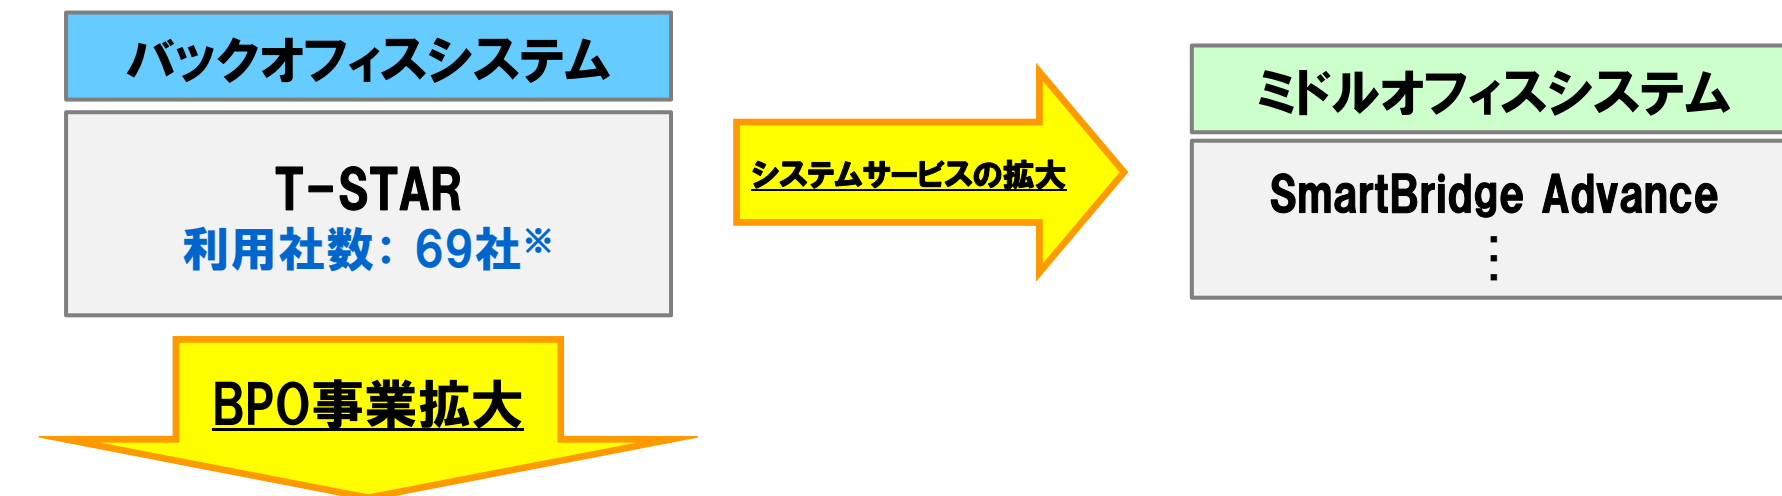 バックオフィスシステム
T-STAR
利用社数: 69社※
BPO事業拡大
システムサービスの拡大
ミドルオフィスシステム
SmartBridge Advance
⋮